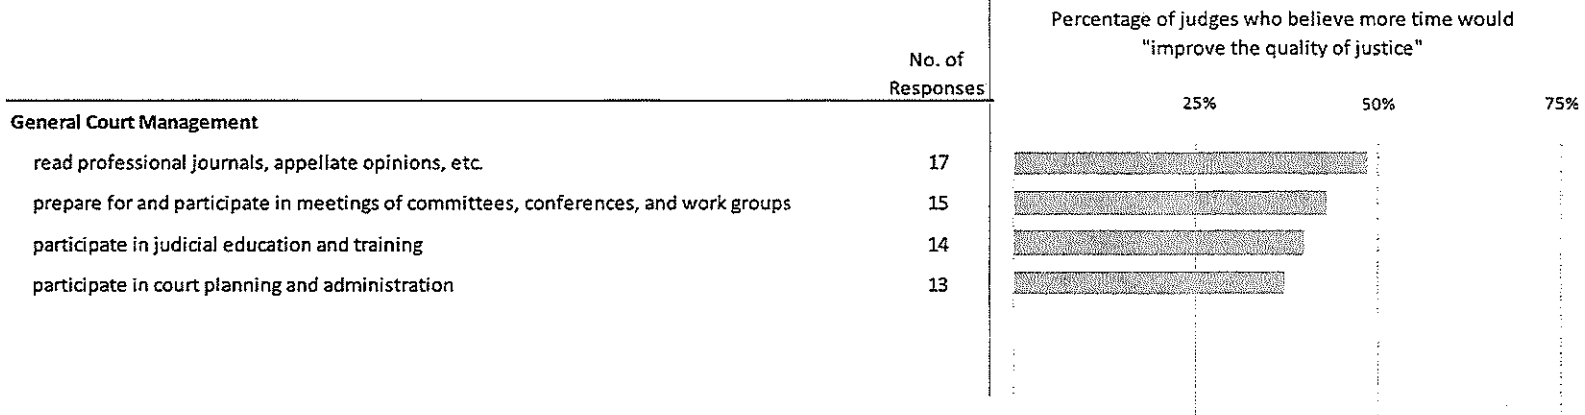 Percentage of judges who believe more time would
"improve the quality of justice"
No. of
Responses
25% 50% 75%
General Court Management
read professional journals, appellate opinions, etc. 17
prepare for and participate in meetings of committees, conferences, and work groups 15
participate in judicial education and training 14
participate in court planning and administration 13